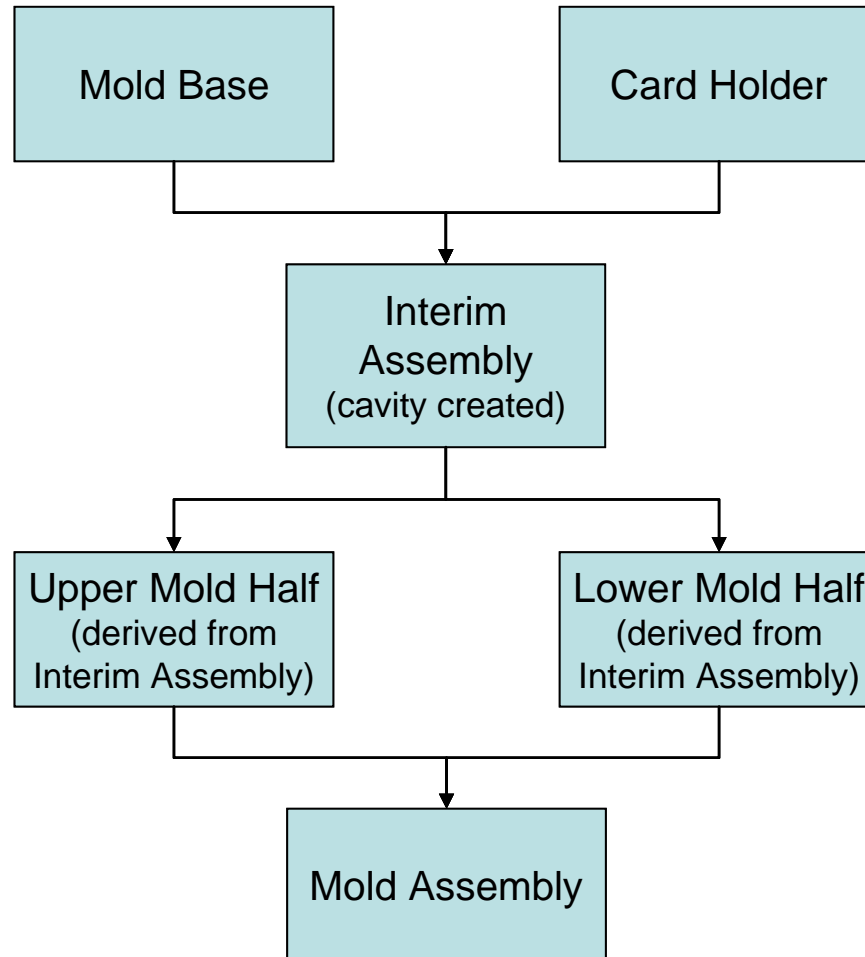 Mold Base
Card Holder
Interim
Assembly
(cavity created)
Upper Mold Half
(derived from
Interim Assembly)
Lower Mold Half
(derived from
Interim Assembly)
Mold Assembly